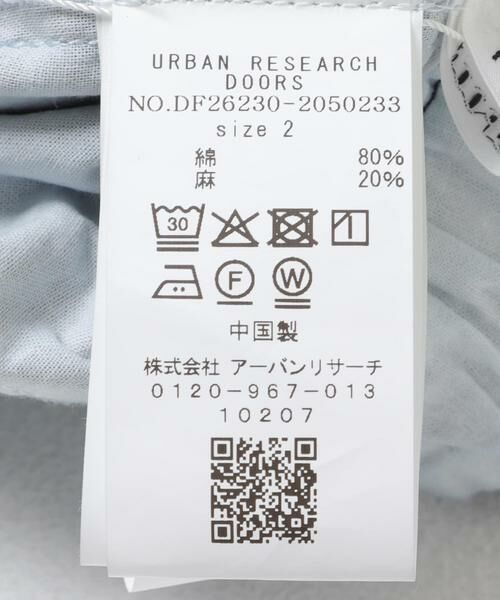 URBAN RESEARCH
DOORS
NO.DF26230-2050233
size 2
綿 80%
麻 20%
30
F W
中国製
株式会社 アーバンリサーチ
0120-967-013
10207